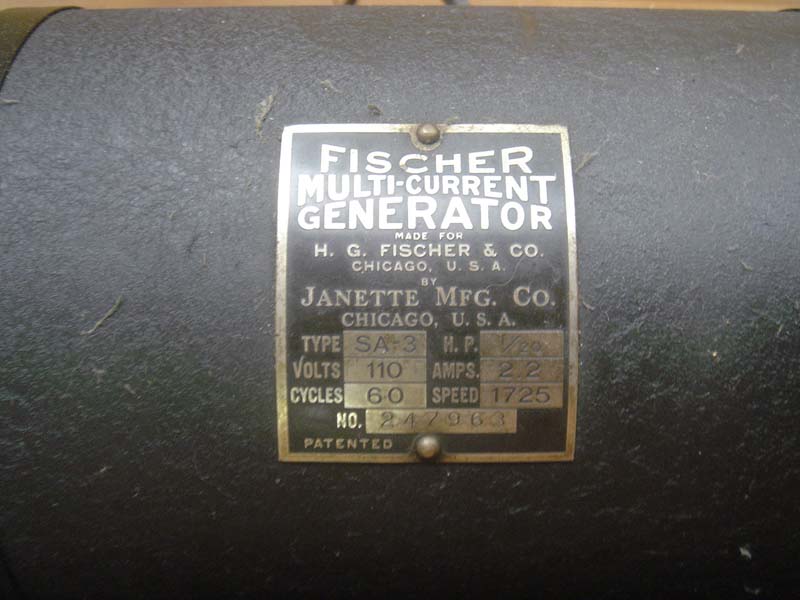 FISCHER
MULTI-CURRENT
GENERATOR
MADE FOR
H. G. FISCHER & CO.
CHICAGO, U. S. A.
BY
JANETTE MFG. CO.
CHICAGO, U. S. A.
TYPE SA-3 H. P. 1/20
VOLTS 110 AMPS. 2.2
CYCLES 60 SPEED 1725
NO. 247963
PATENTED